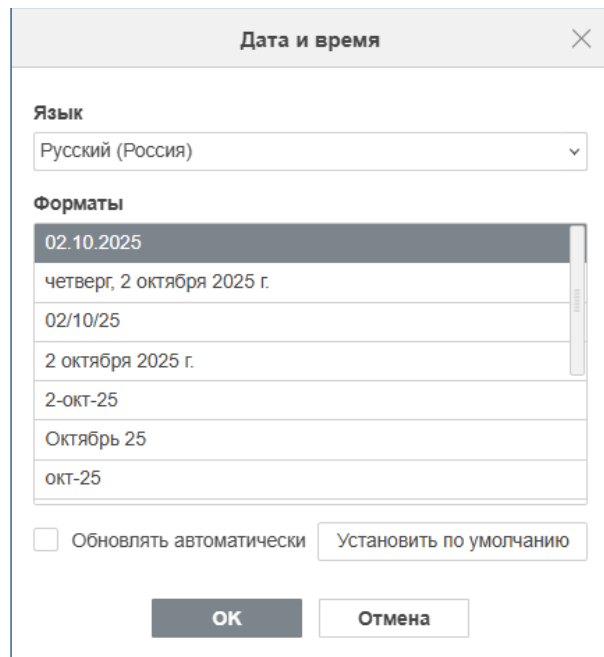 Дата и время
Язык
Русский (Россия)
Форматы
02.10.2025
четверг, 2 октября 2025 г.
02/10/25
2 октября 2025 г.
2-окт-25
Октябрь 25
окт-25
Обновлять автоматически Установить по умолчанию
ОК Отмена